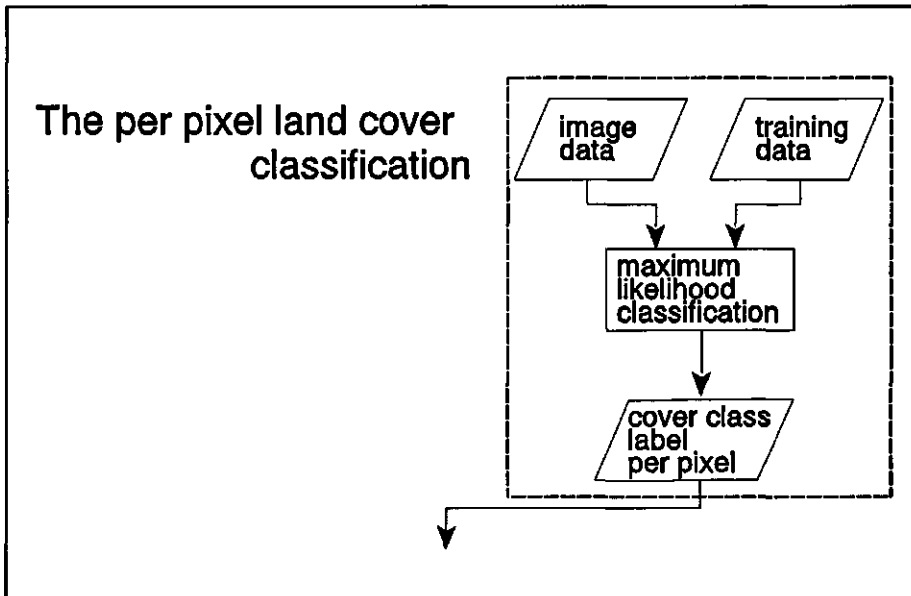 The per pixel land cover
classification
image
data
training
data
maximum
likelihood
classification
cover class
label
per pixel